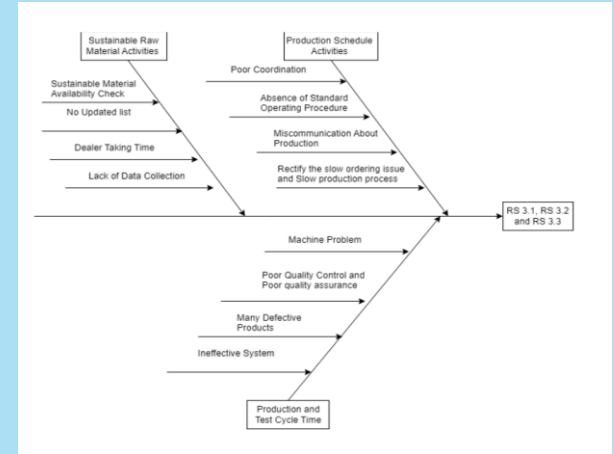 Sustainable Raw
Material Activities
Production Schedule
Activities
Poor Coordination
Sustainable Material
Availability Check
No Updated list
Absence of Standard
Operating Procedure
Miscommunication About
Production
Dealer Taking Time
Rectify the slow ordering issue
and Slow production process
Lack of Data Collection
RS 3.1, RS 3.2
and RS 3.3
Machine Problem
Poor Quality Control and
Poor quality assurance
Many Defective
Products
Ineffective System
Production and
Test Cycle Time